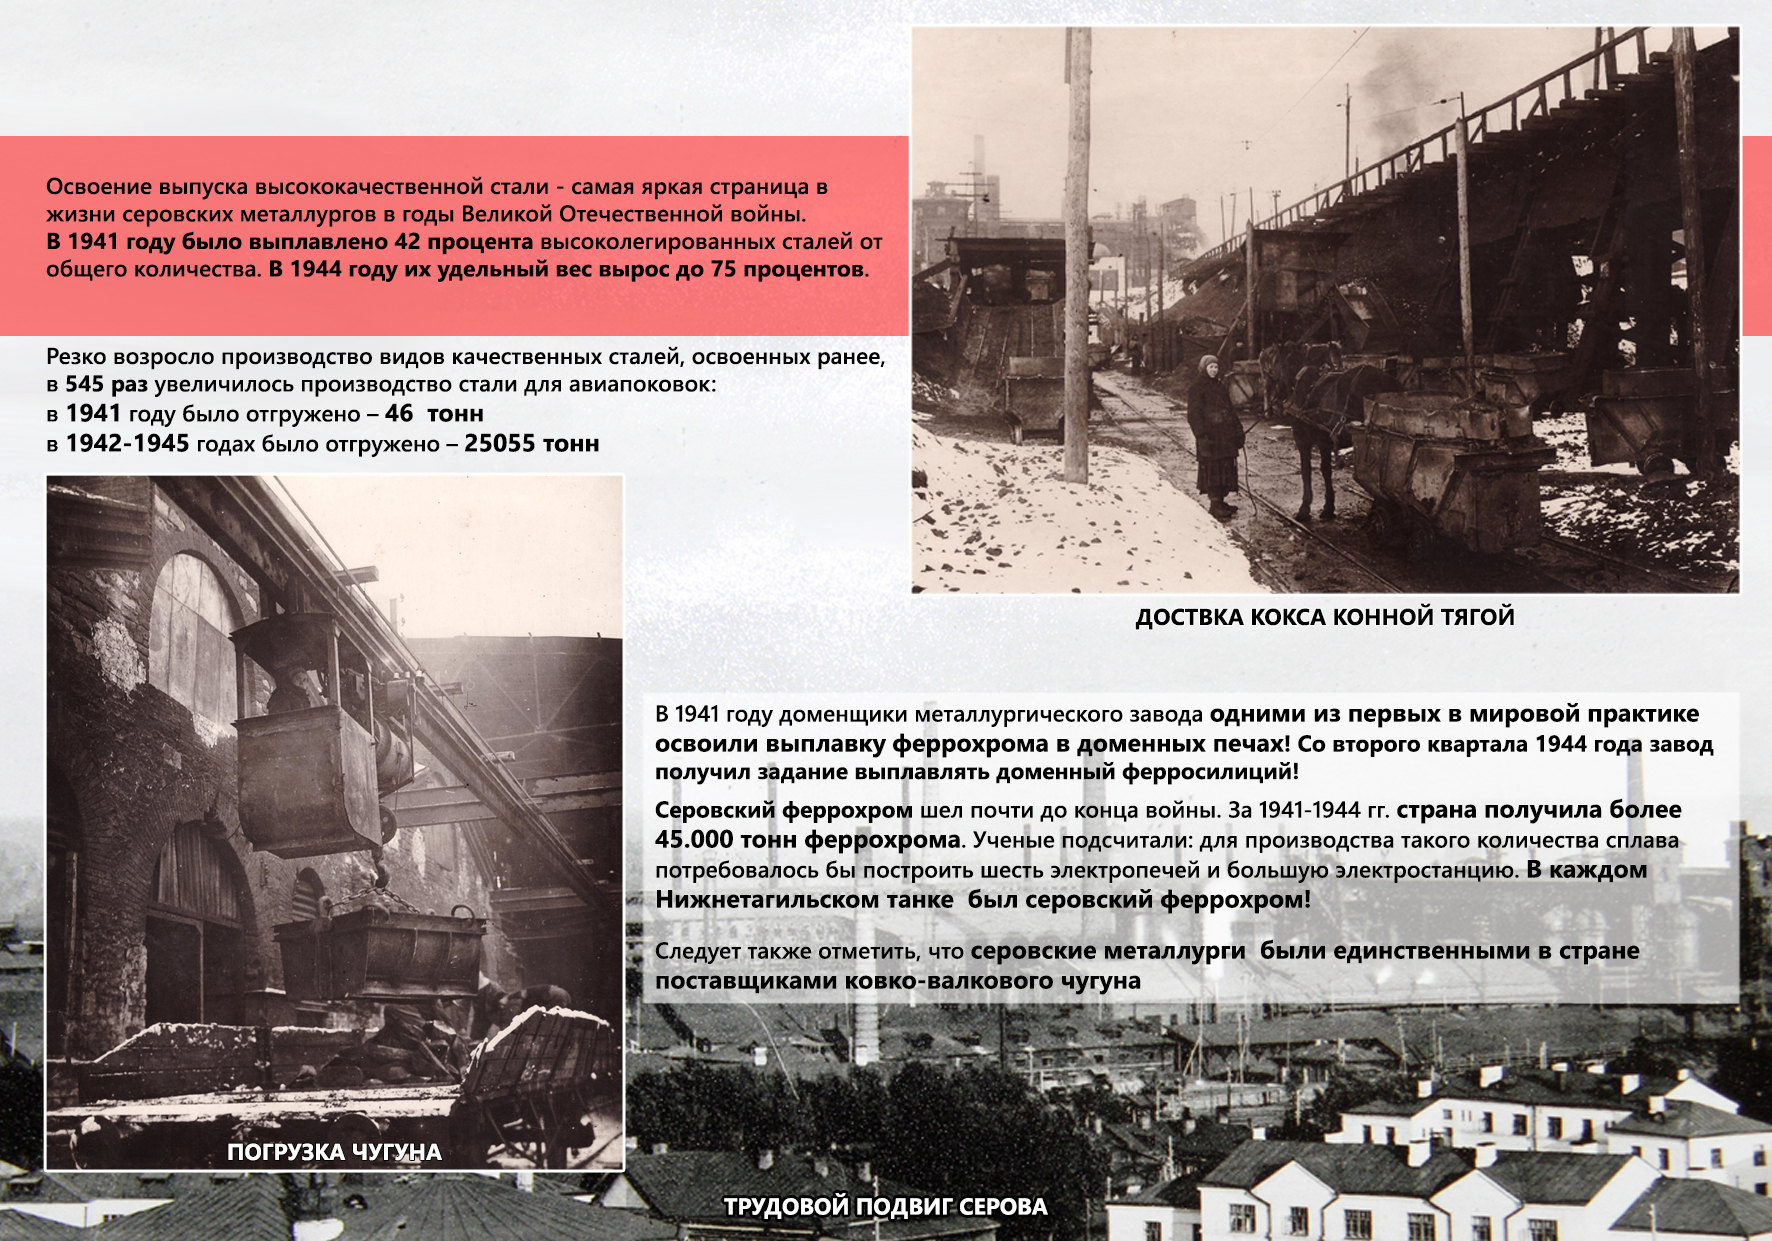 Освоение выпуска высококачественной стали - самая яркая страница в
жизни серовских металлургов в годы Великой Отечественной войны.
В 1941 году было выплавлено 42 процента высоколегированных сталей от
общего количества. В 1944 году их удельный вес вырос до 75 процентов.
Резко возросло производство видов качественных сталей, освоенных ранее,
в 545 раз увеличилось производство стали для авиапоковок:
в 1941 году было отгружено – 46 тонн
в 1942-1945 годах было отгружено – 25055 тонн
ДОСТВКА КОКСА КОННОЙ ТЯГОЙ
В 1941 году доменщики металлургического завода одними из первых в мировой практике
освоили выплавку феррохрома в доменных печах! Со второго квартала 1944 года завод
получил задание выплавлять доменный ферросилиций!
Серовский феррохром шел почти до конца войны. За 1941-1944 гг. страна получила более
45.000 тонн феррохрома. Ученые подсчитали: для производства такого количества сплава
потребовалось бы построить шесть электропечей и большую электростанцию. В каждом
Нижнетагильском танке был серовский феррохром!
Следует также отметить, что серовские металлурги были единственными в стране
поставщиками ковко-валкового чугуна
ПОГРУЗКА ЧУГУНА
ТРУДОВОЙ ПОДВИГ СЕРОВА